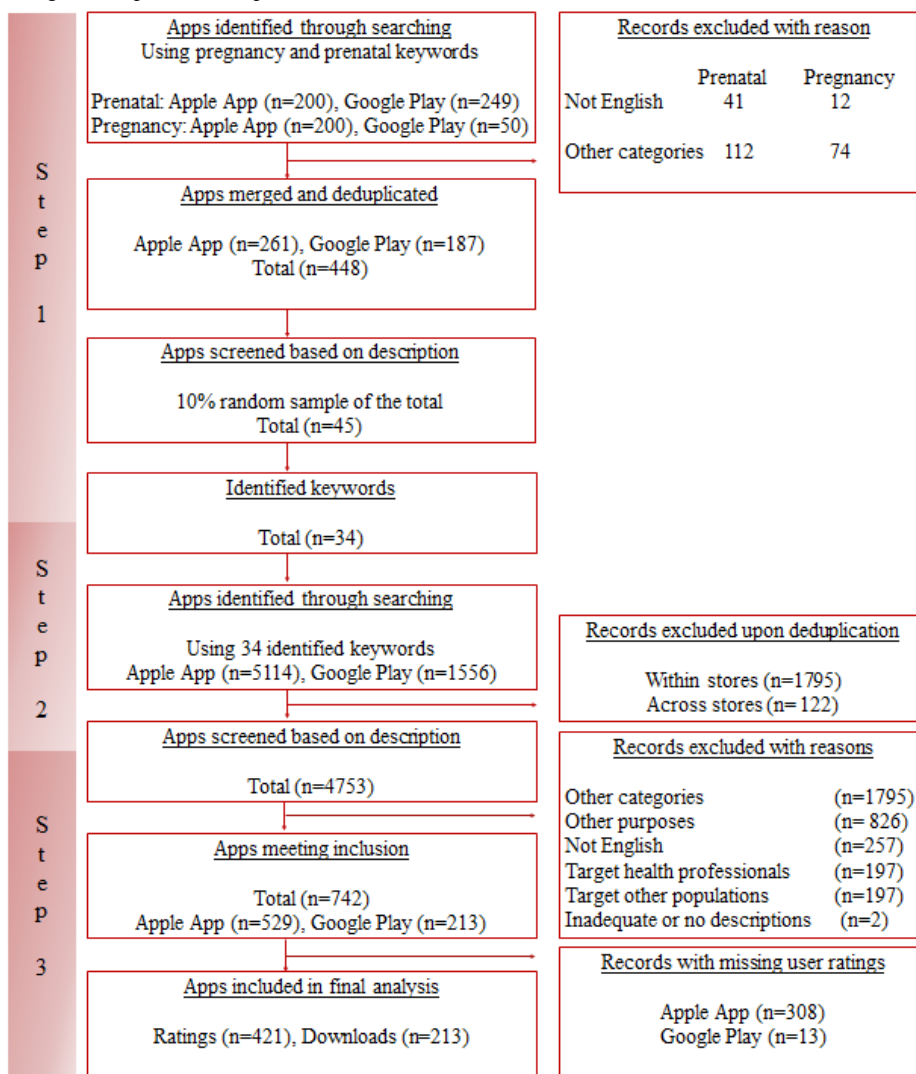 Step 1
Apps identified through searching
Using pregnancy and prenatal keywords
Prenatal: Apple App (n=200), Google Play (n=249)
Pregnancy: Apple App (n=200), Google Play (n=50)
Records excluded with reason
Prenatal Pregnancy
Not English 41 12
Other categories 112 74
Apps merged and deduplicated
Apple App (n=261), Google Play (n=187)
Total (n=448)
Apps screened based on description
10% random sample of the total
Total (n=45)
Identified keywords
Total (n=34)
Step 2
Apps identified through searching
Using 34 identified keywords
Apple App (n=5114), Google Play (n=1556)
Records excluded upon deduplication
Within stores (n=1795)
Across stores (n= 122)
Apps screened based on description
Total (n=4753)
Step 3
Records excluded with reasons
Other categories (n=1795)
Other purposes (n= 826)
Not English (n=257)
Target health professionals (n=197)
Target other populations (n=197)
Inadequate or no descriptions (n=2)
Apps meeting inclusion
Total (n=742)
Apple App (n=529), Google Play (n=213)
Records with missing user ratings
Apple App (n=308)
Google Play (n=13)
Apps included in final analysis
Ratings (n=421), Downloads (n=213)